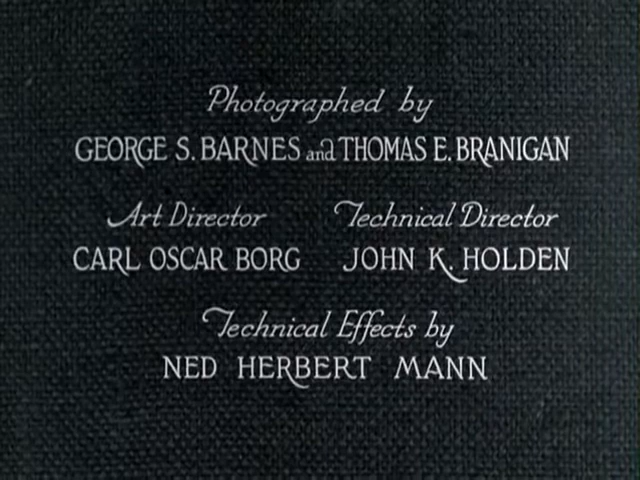 Photographed by
GEORGE S. BARNES and THOMAS E. BRANIGAN
Art Director Technical Director
CARL OSCAR BORG JOHN K. HOLDEN
Technical Effects by
NED HERBERT MANN